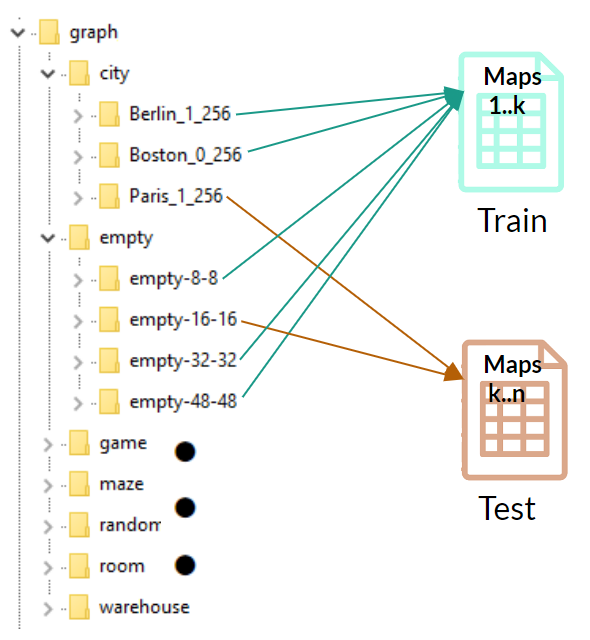 graph
city
Berlin_1_256
Boston_0_256
Paris_1_256
empty
empty-8-8
empty-16-16
empty-32-32
empty-48-48
game
maze
random
room
warehouse
Maps
1..k
Train
Maps
k..n
Test